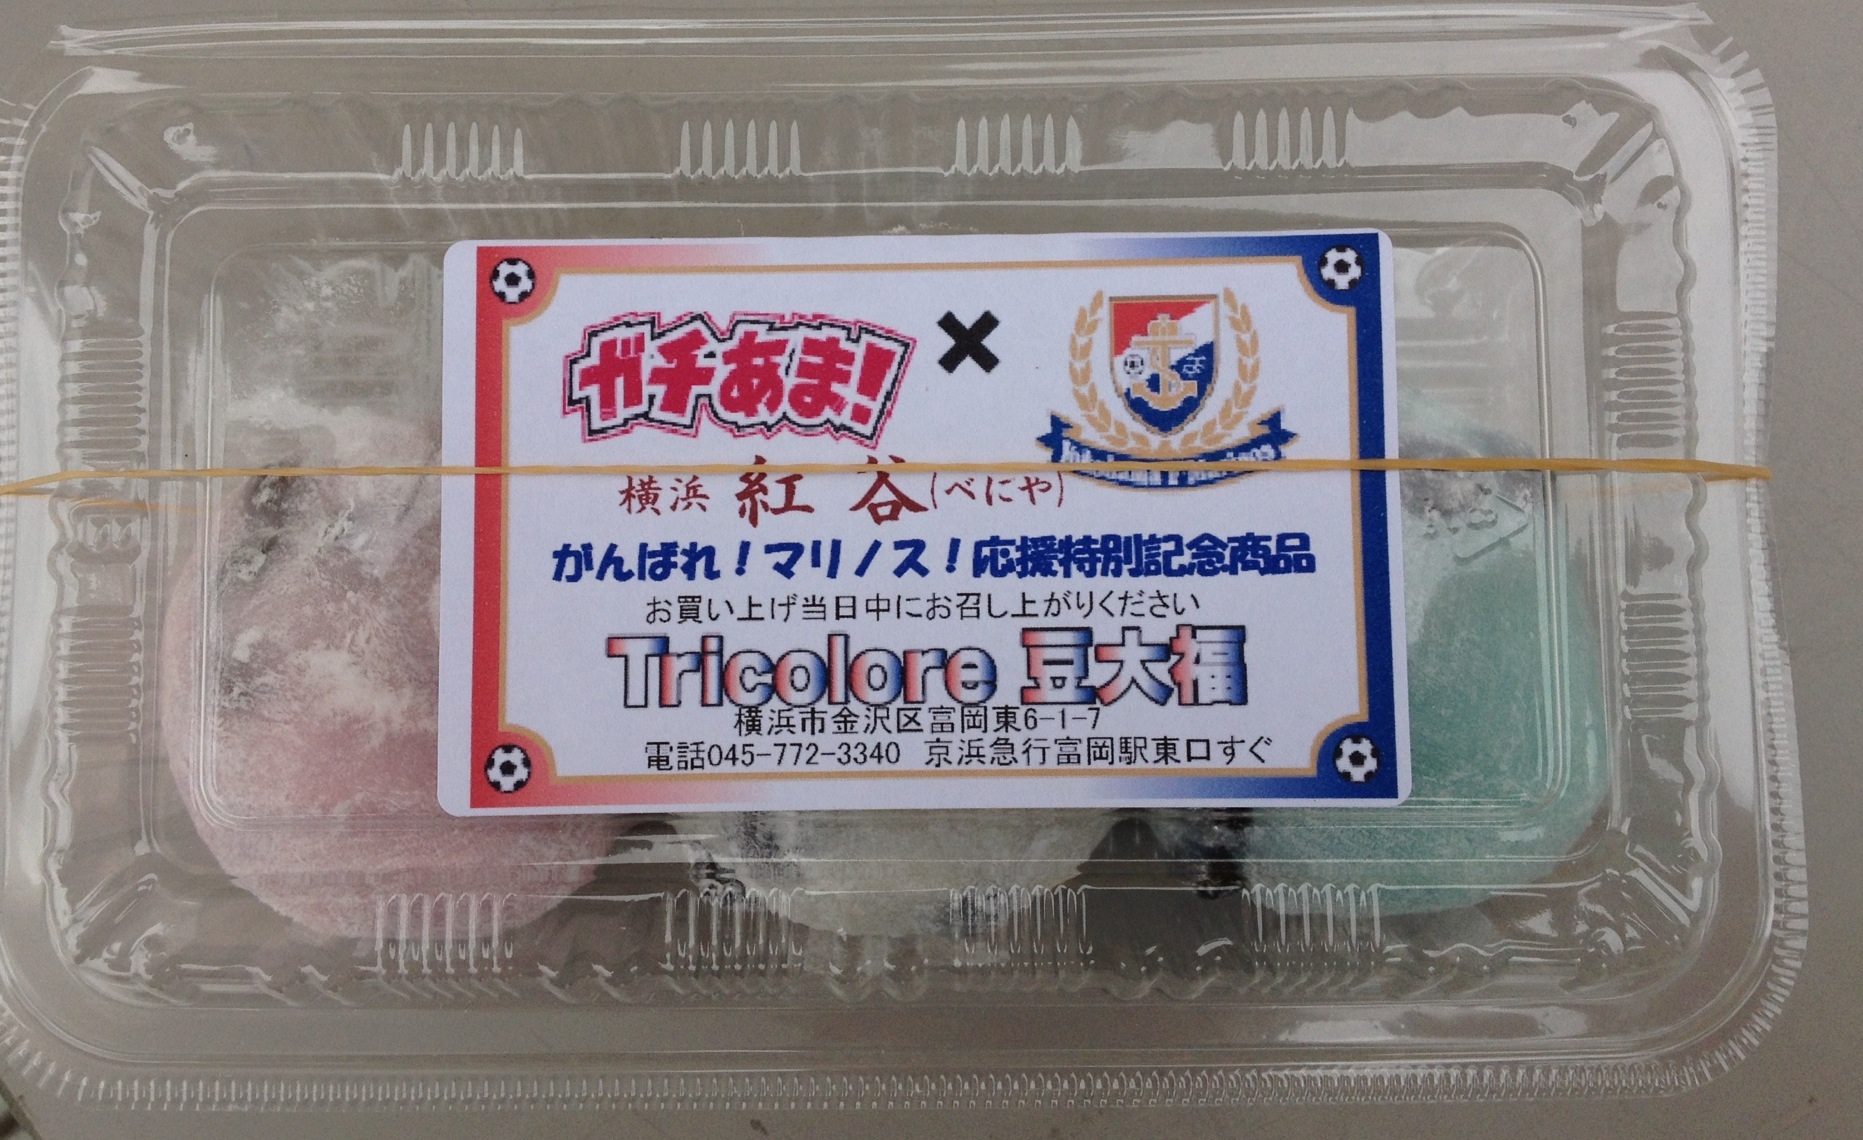 ガチあま! ×
Yokohama F・Marinos
横浜 紅谷(べにや)
がんばれ!マリノス!応援特別記念商品
お買い上げ当日中にお召し上がりください
Tricolore 豆大福
横浜市金沢区富岡東6-1-7
電話045-772-3340 京浜急行富岡駅東口すぐ